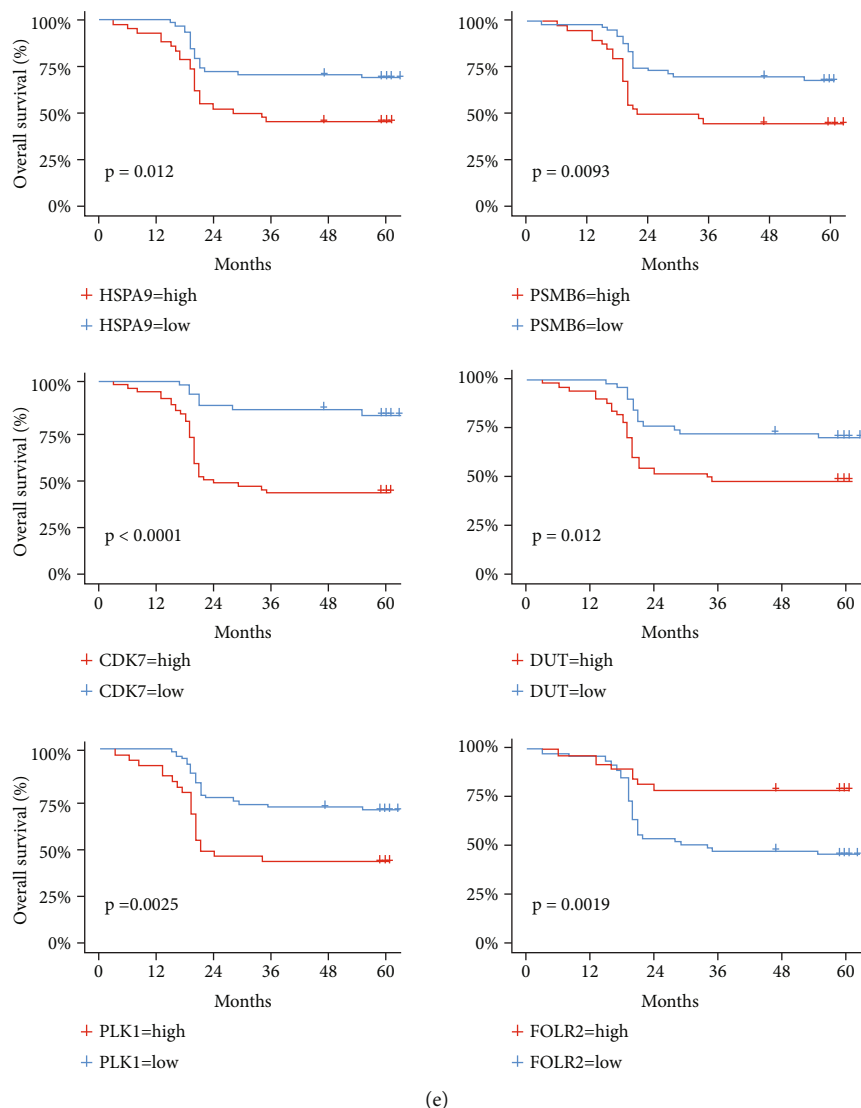 Overall survival (%)
100%
75%
50%
25%
0%
p = 0.012
0 12 24 36 48 60
Months
HSPA9=high
HSPA9=low
100%
75%
50%
25%
0%
p = 0.0093
0 12 24 36 48 60
Months
PSMB6=high
PSMB6=low
Overall survival (%)
100%
75%
50%
25%
0%
p < 0.0001
0 12 24 36 48 60
Months
CDK7=high
CDK7=low
100%
75%
50%
25%
0%
p = 0.012
0 12 24 36 48 60
Months
DUT=high
DUT=low
Overall survival (%)
100%
75%
50%
25%
0%
p =0.0025
0 12 24 36 48 60
Months
PLK1=high
PLK1=low
100%
75%
50%
25%
0%
p = 0.0019
0 12 24 36 48 60
Months
FOLR2=high
FOLR2=low
(e)